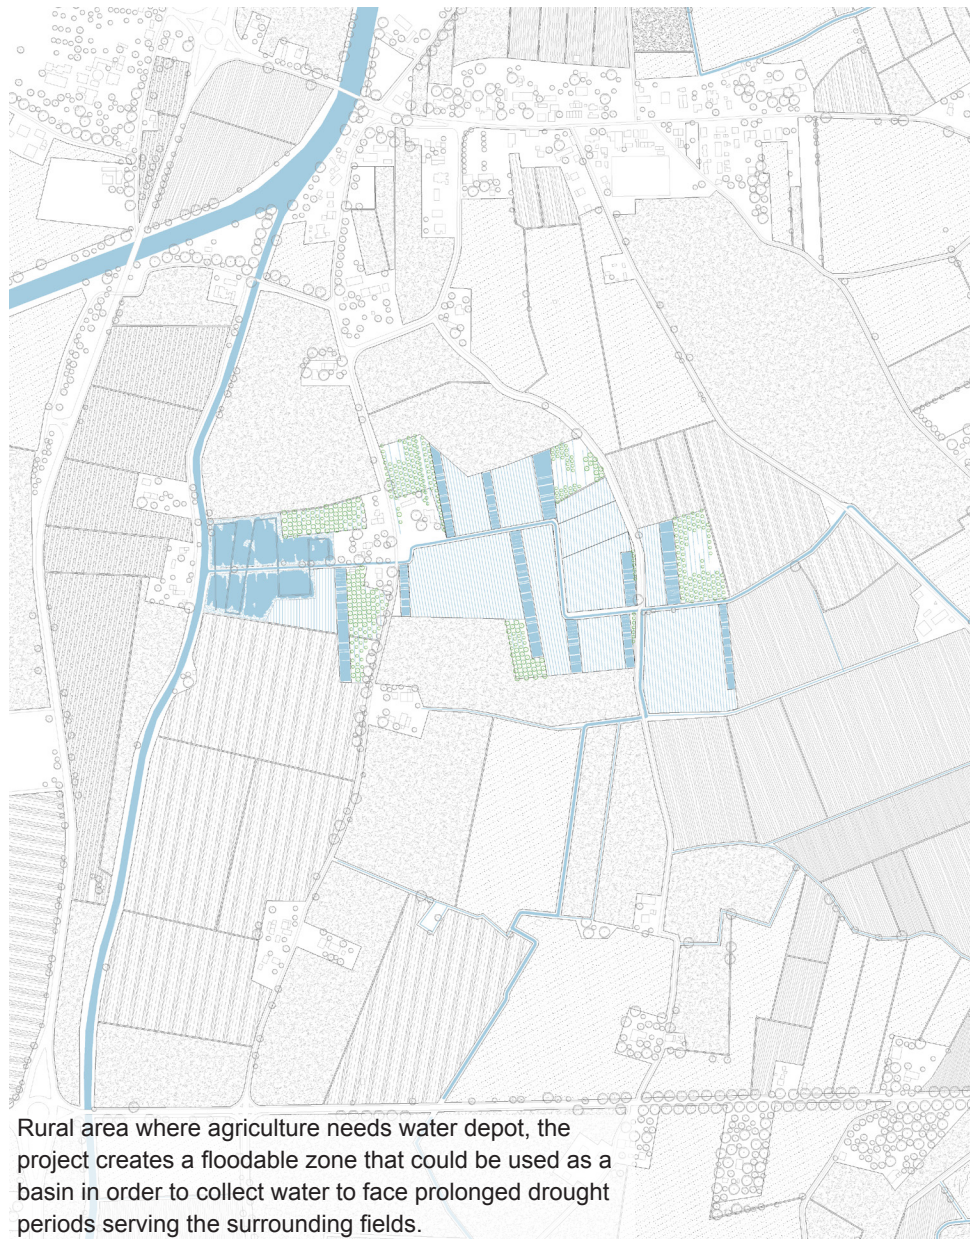 Rural area where agriculture needs water depot, the
project creates a floodable zone that could be used as a
basin in order to collect water to face prolonged drought
periods serving the surrounding fields.